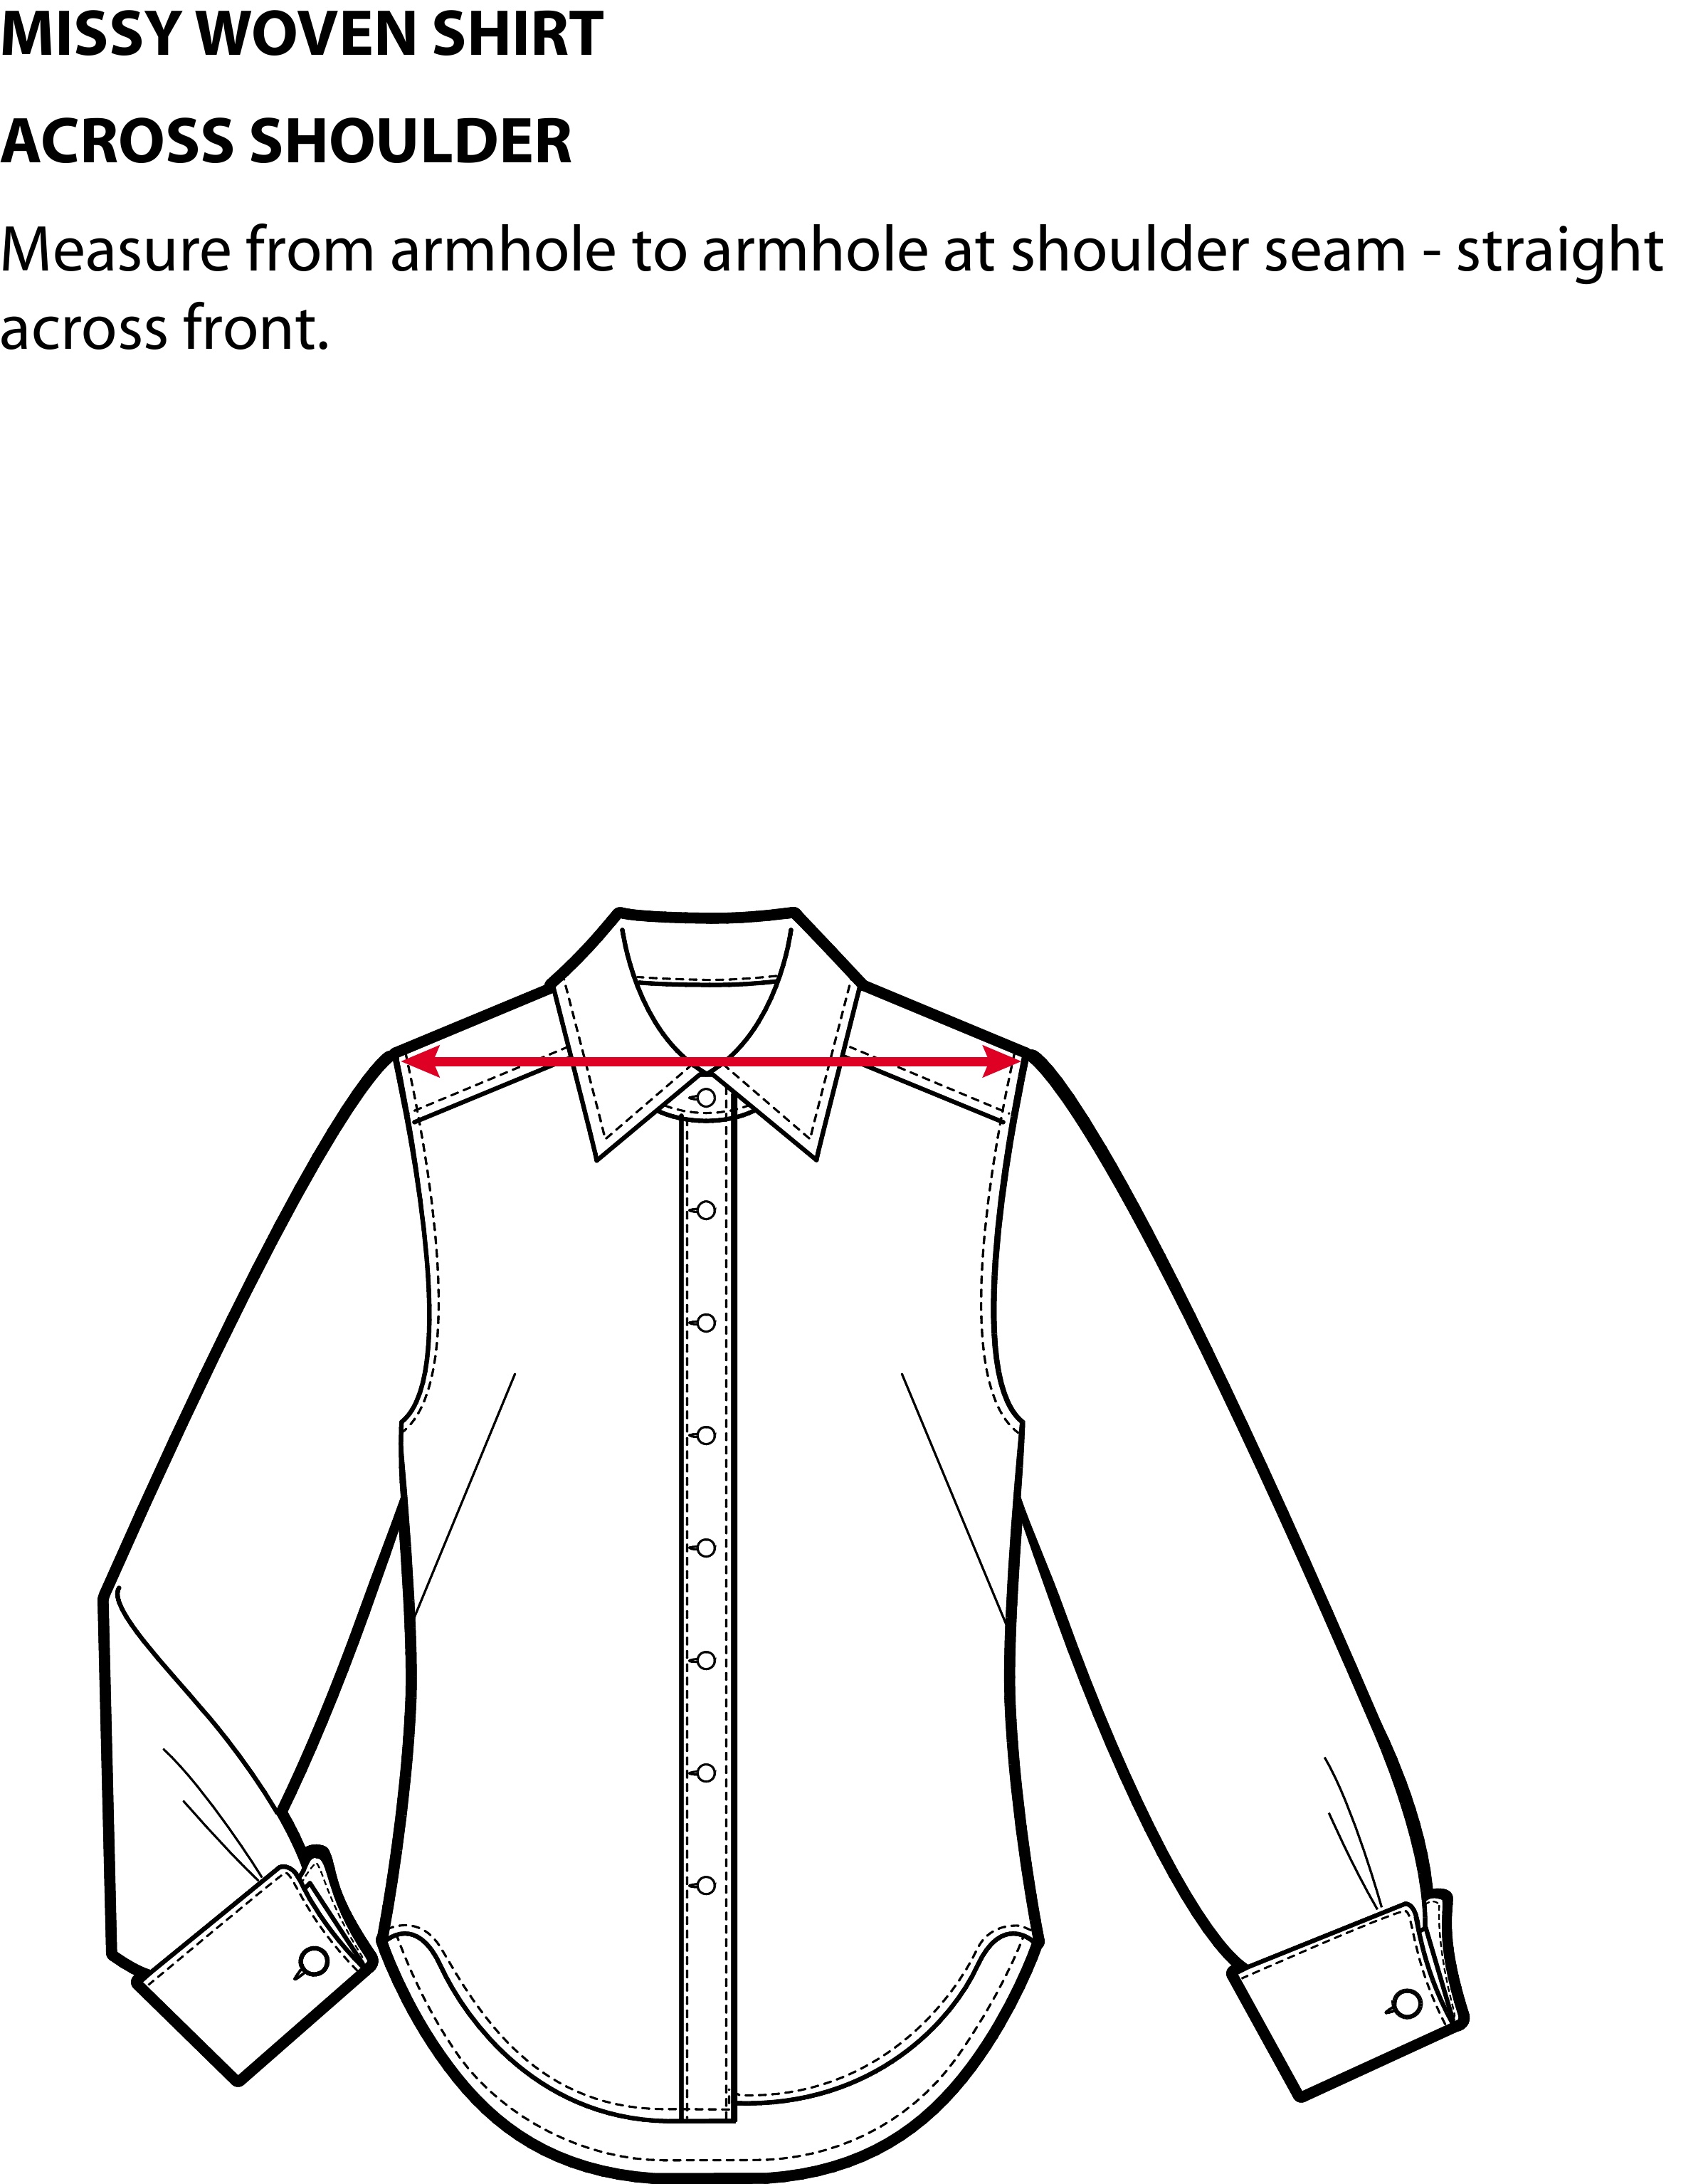 MISSY WOVEN SHIRT
ACROSS SHOULDER
Measure from armhole to armhole at shoulder seam - straight
across front.